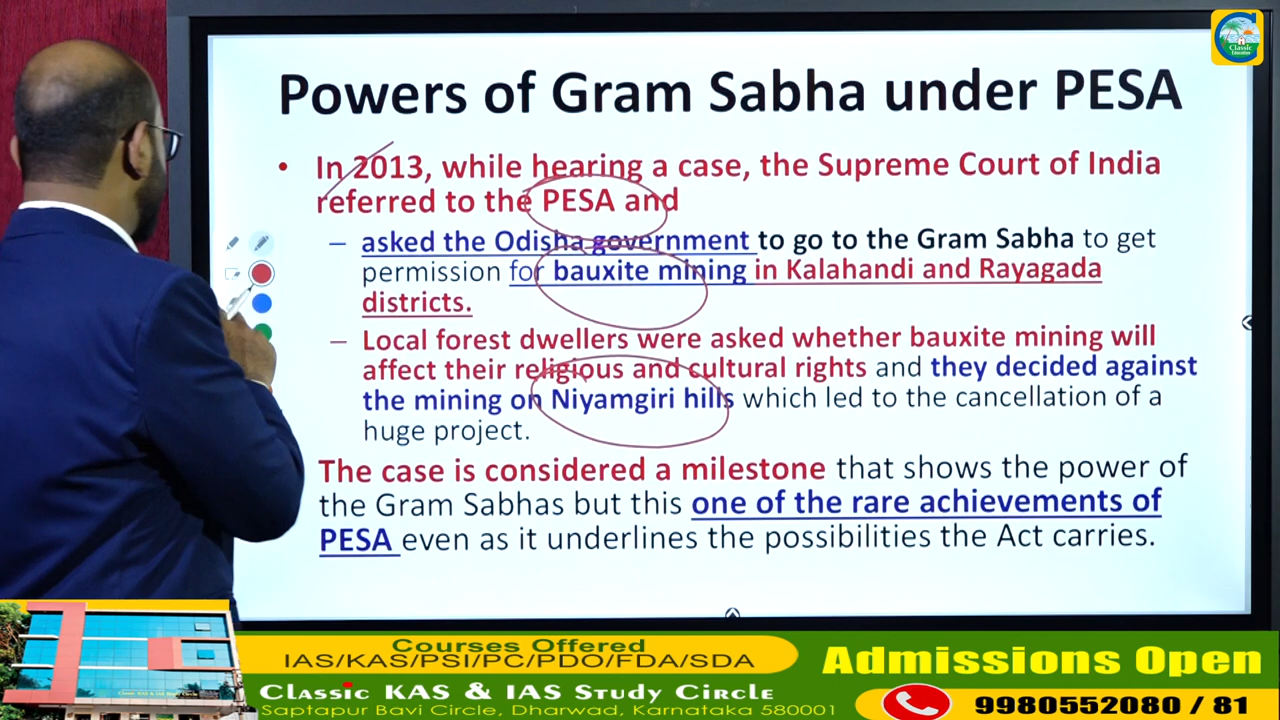 Classic
Education
Powers of Gram Sabha under PESA
• In 2013, while hearing a case, the Supreme Court of India
referred to the PESA and
– asked the Odisha government to go to the Gram Sabha to get
permission for bauxite mining in Kalahandi and Rayagada
districts.
– Local forest dwellers were asked whether bauxite mining will
affect their religious and cultural rights and they decided against
the mining on Niyamgiri hills which led to the cancellation of a
huge project.
The case is considered a milestone that shows the power of
the Gram Sabhas but this one of the rare achievements of
PESA even as it underlines the possibilities the Act carries.
Courses Offered
IAS/KAS/PSI/PC/PDO/FDA/SDA
Classic KAS & IAS Study Circle
Saptapur Bavi Circle, Dharwad, Karnataka 580001
Admissions Open
9980552080 / 81